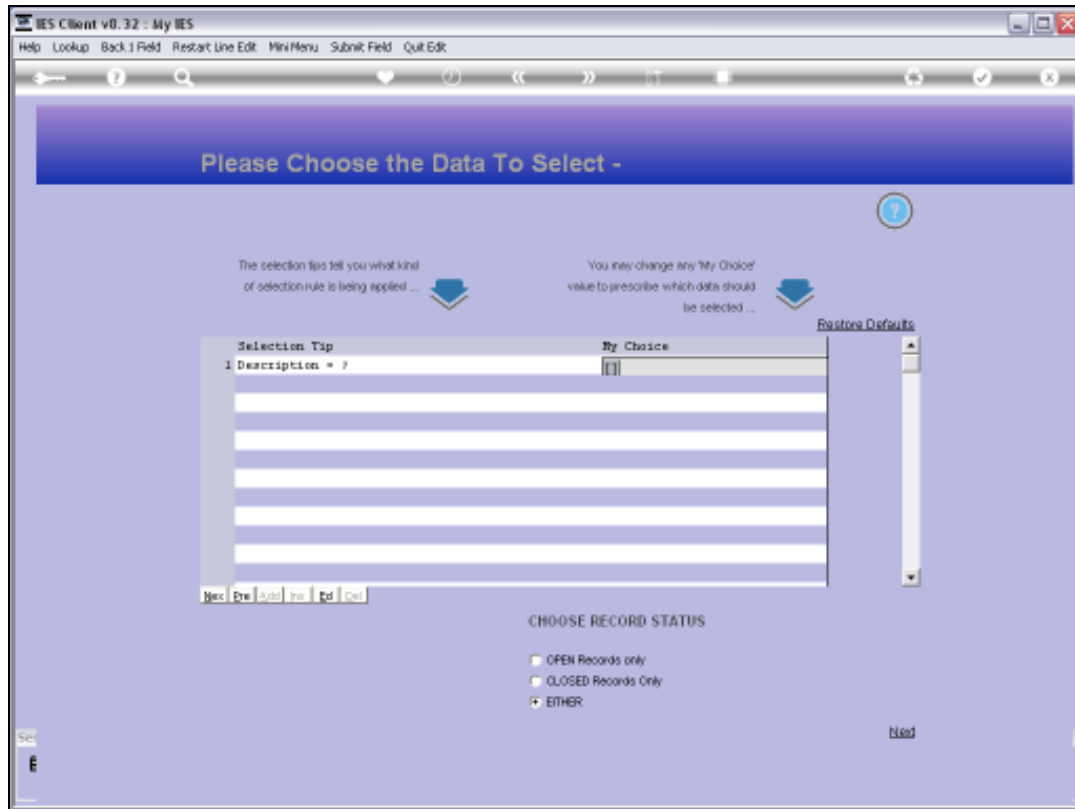 IES Client v8.32 : My IES
Help Lookup Back 1 Field Restart Line Edit Mini Menu Submit Field Quit Edit
Please Choose the Data To Select -
The selection tips tell you what kind
of selection rule is being applied ...
You may change any 'My Choice'
value to prescribe which data should
be selected ...
Restore Defaults
Selection Tip My Choice
1 Description = ? []
Nex Pre Add Ins Ed Del
CHOOSE RECORD STATUS
OPEN Records only
CLOSED Records Only
EITHER
Next
Se